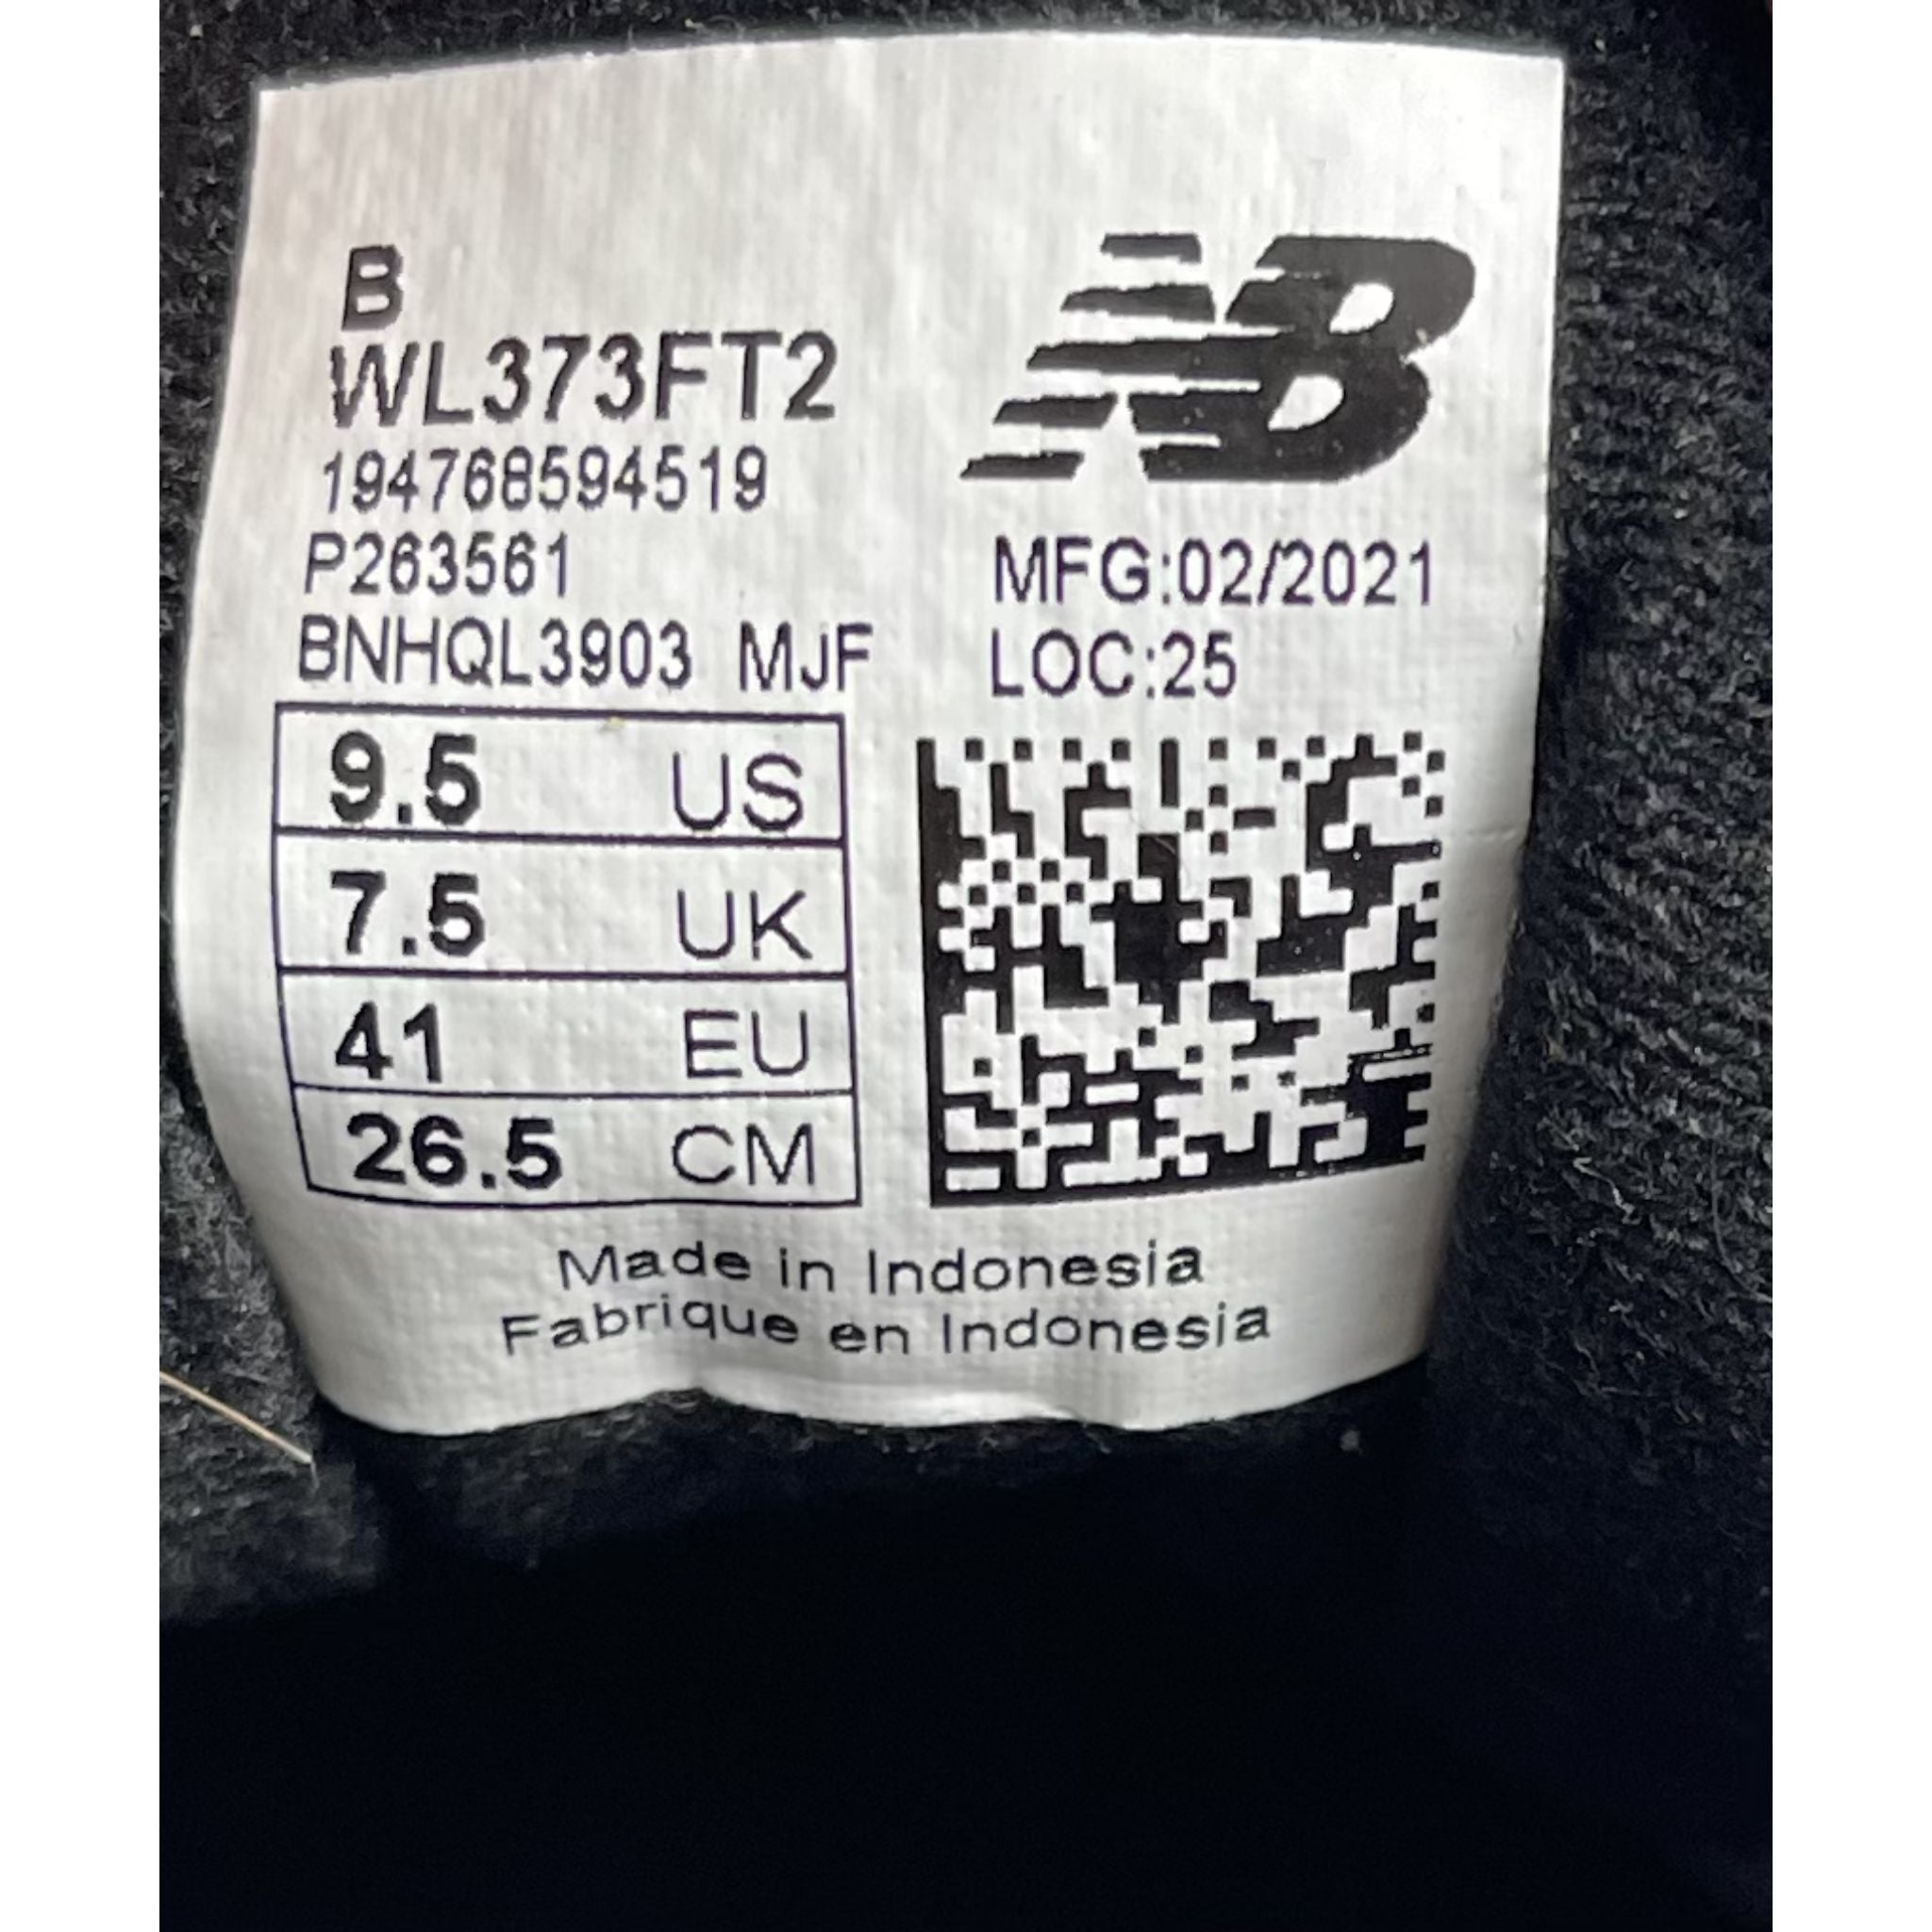 B
WL373FT2
194768594519
P263561
BNHQL3903 MJF
NB
MFG:02/2021
LOC:25
9.5 US
7.5 UK
41 EU
26.5 CM
Made in Indonesia
Fabrique en Indonesia